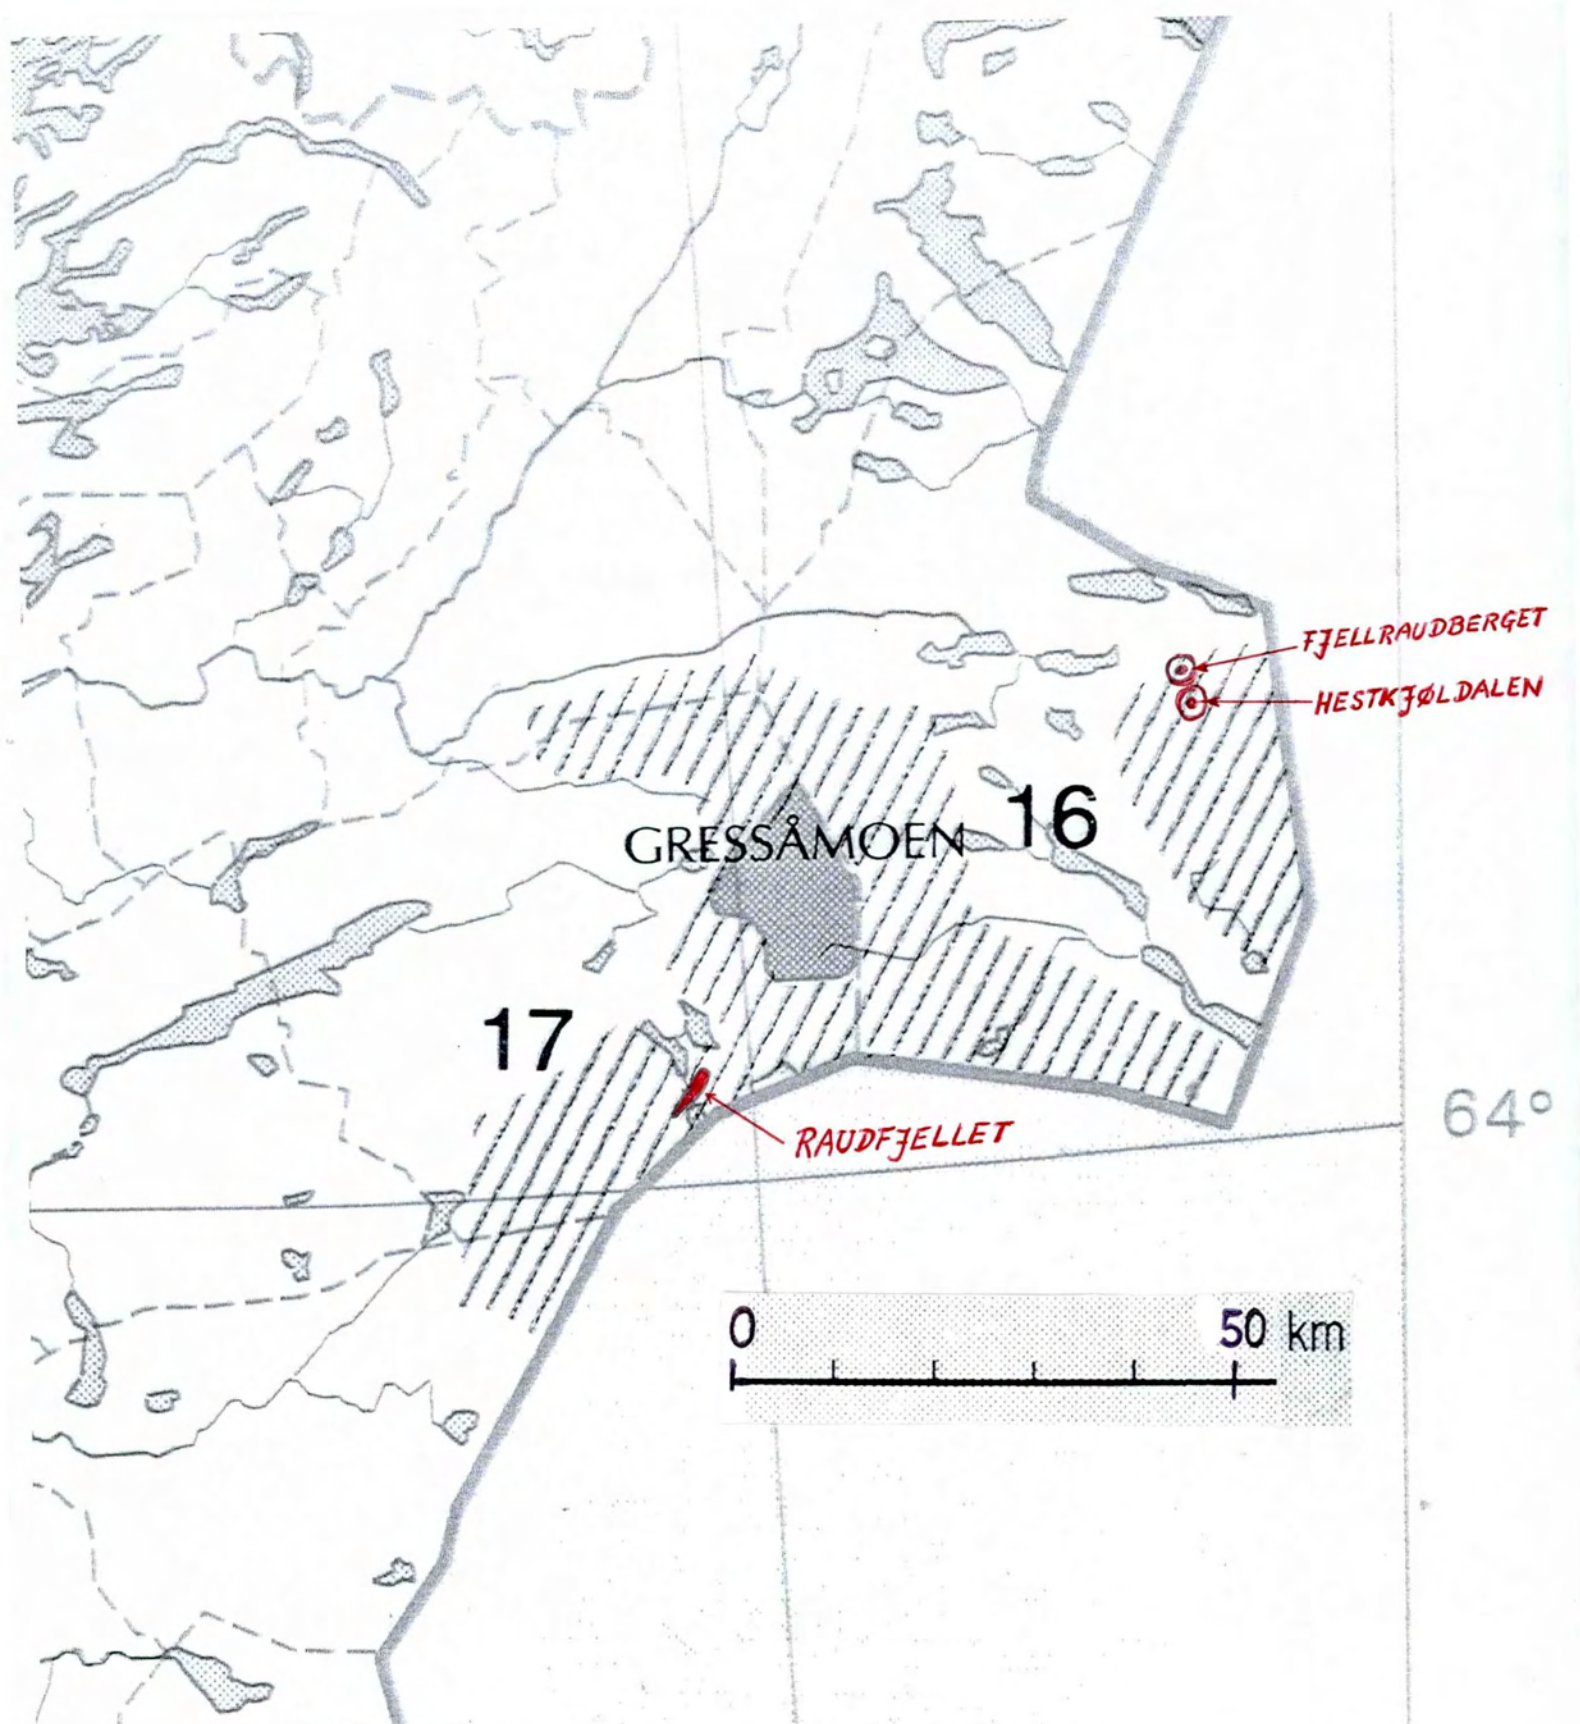 FJELLRAUDBERGET
HESTKJØLDALEN
16
GRESSÅMOEN
17
64°
RAUDFJELLET
0 50 km